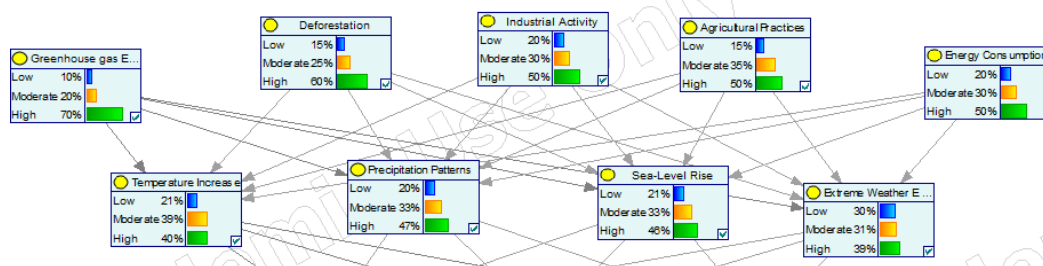 Greenhouse gas E...
Low 10%
Moderate 20%
High 70%
Deforestation
Low 15%
Moderate 25%
High 60%
Industrial Activity
Low 20%
Moderate 30%
High 50%
Agricultural Practices
Low 15%
Moderate 35%
High 50%
Energy Consumption
Low 20%
Moderate 30%
High 50%
Temperature Increase
Low 21%
Moderate 39%
High 40%
Precipitation Patterns
Low 20%
Moderate 33%
High 47%
Sea-Level Rise
Low 21%
Moderate 33%
High 46%
Extreme Weather E ...
Low 30%
Moderate 31%
High 39%
Use Only